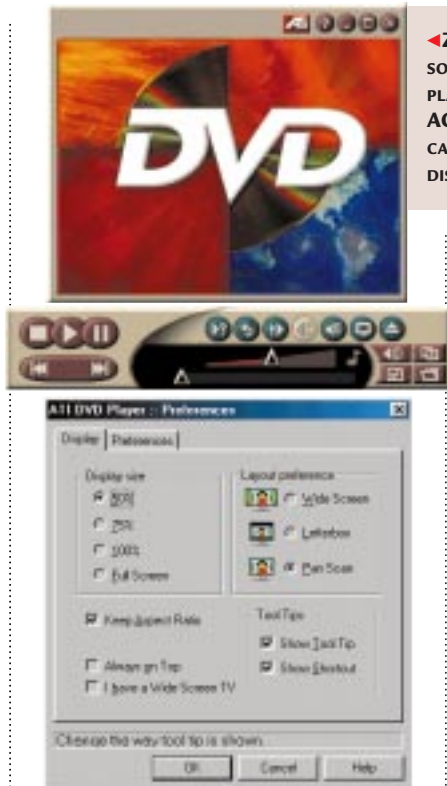 ATI
◀Z
SO
PL
AC
CA
DIS
DVD
ATI DVD Player :: Preferences
Display Preferences
Display size
50%
75%
100%
Full Screen
Layout preference
Wide Screen
Letterbox
Pan Scan
Keep Aspect Ratio
Always on Top
I have a Wide Screen TV
Tool Tips
Show Tool Tip
Show Shortcut
Change the way tool tip is shown.
OK Cancel Help